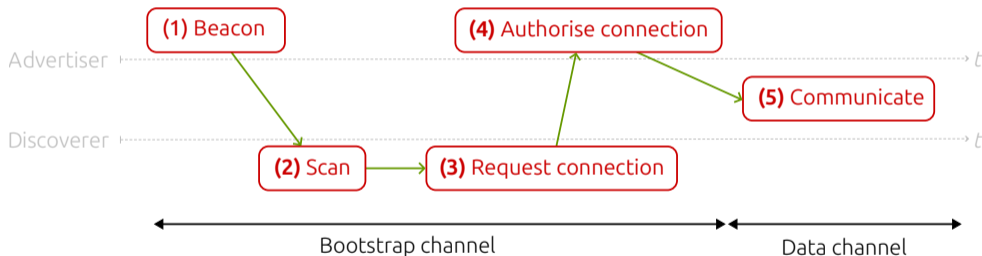 (1) Beacon
(4) Authorise connection
Advertiser
t
(5) Communicate
Discoverer
t
(2) Scan
(3) Request connection
Bootstrap channel
Data channel